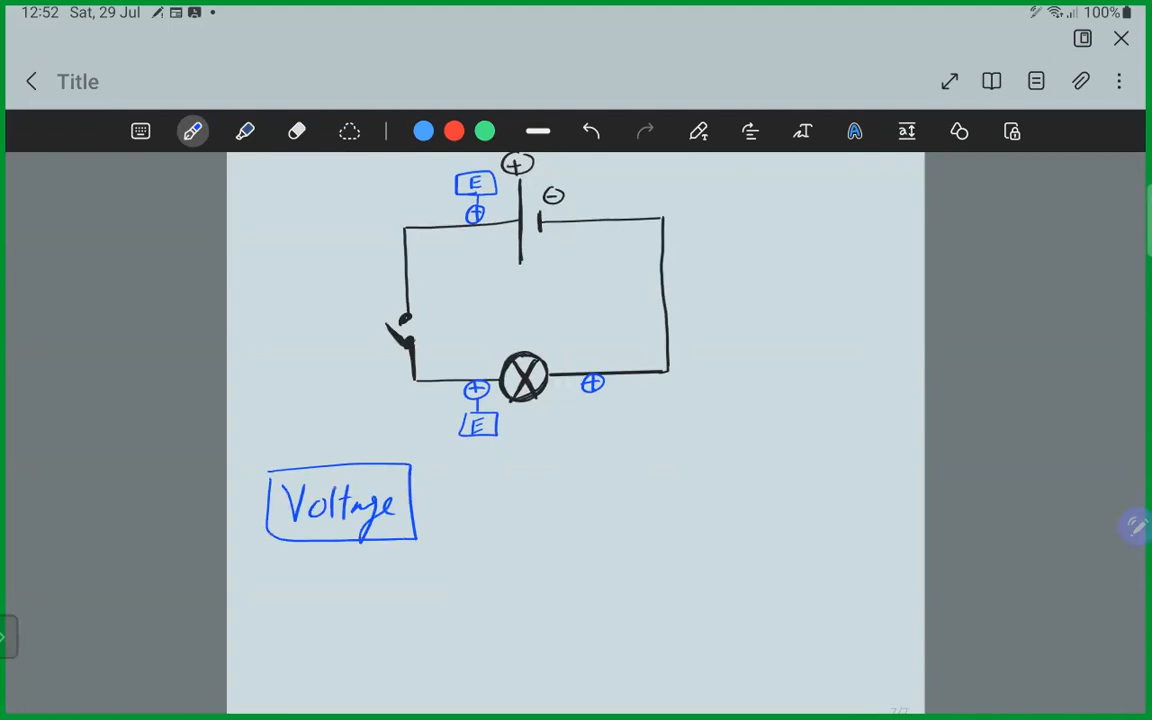 12:52 Sat, 29 Jul
100%
Title
+
E
−
+
+
+
E
Voltage